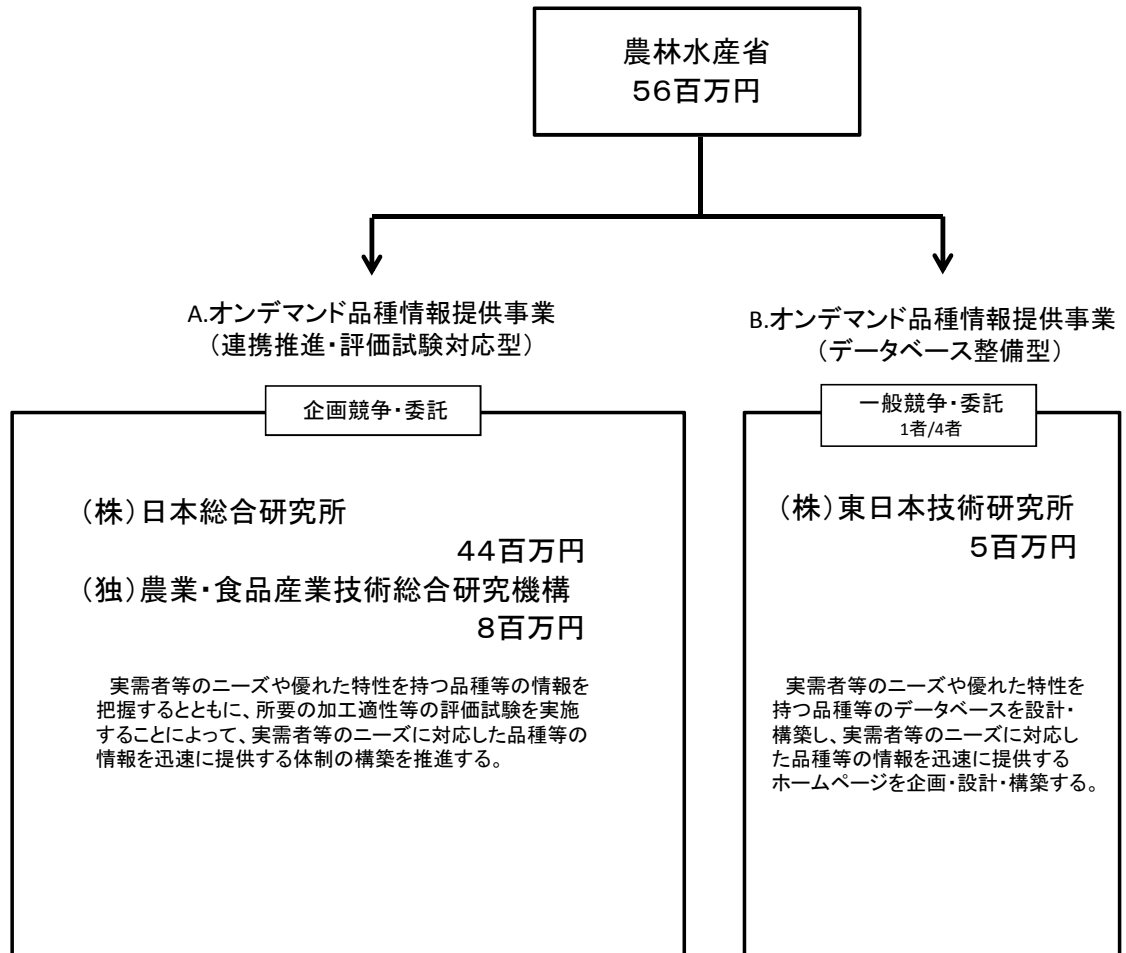 農林水産省
56百万円
A.オンデマンド品種情報提供事業
（連携推進・評価試験対応型）
企画競争・委託
（株）日本総合研究所
44百万円
（独）農業・食品産業技術総合研究機構
8百万円
実需者等のニーズや優れた特性を持つ品種等の情報を
把握するとともに、所要の加工適性等の評価試験を実施
することによって、実需者等のニーズに対応した品種等の
情報を迅速に提供する体制の構築を推進する。
B.オンデマンド品種情報提供事業
（データベース整備型）
一般競争・委託
1者/4者
（株）東日本技術研究所
5百万円
実需者等のニーズや優れた特性を
持つ品種等のデータベースを設計・
構築し、実需者等のニーズに対応し
た品種等の情報を迅速に提供する
ホームページを企画・設計・構築する。